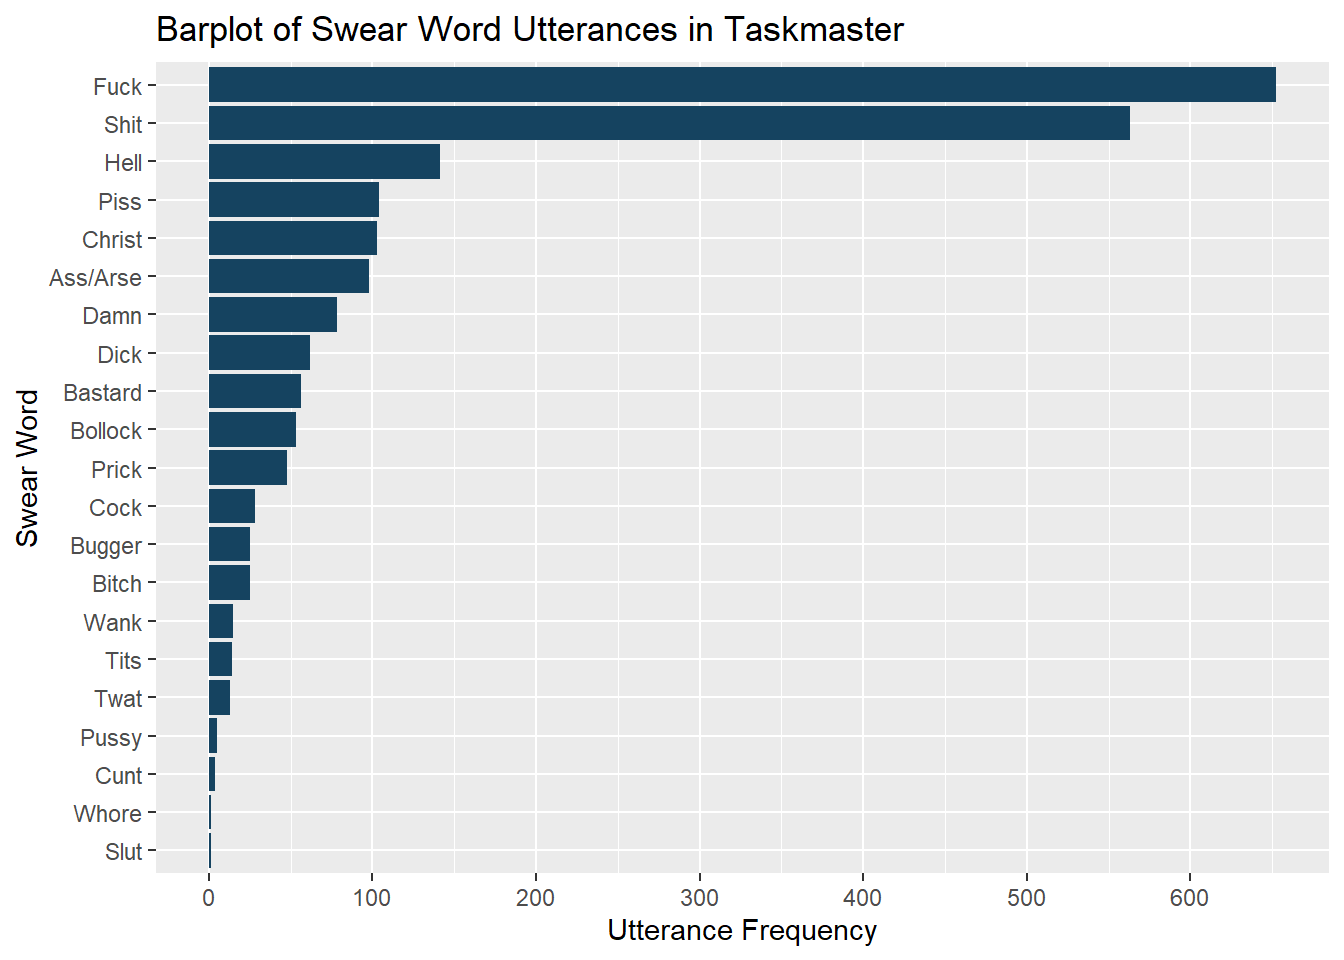 Barplot of Swear Word Utterances in Taskmaster
Fuck
Shit
Hell
Piss
Christ
Ass/Arse
Damn
Dick
Bastard
Bollock
Prick
Cock
Bugger
Bitch
Wank
Tits
Twat
Pussy
Cunt
Whore
Slut
Swear Word
0 100 200 300 400 500 600
Utterance Frequency